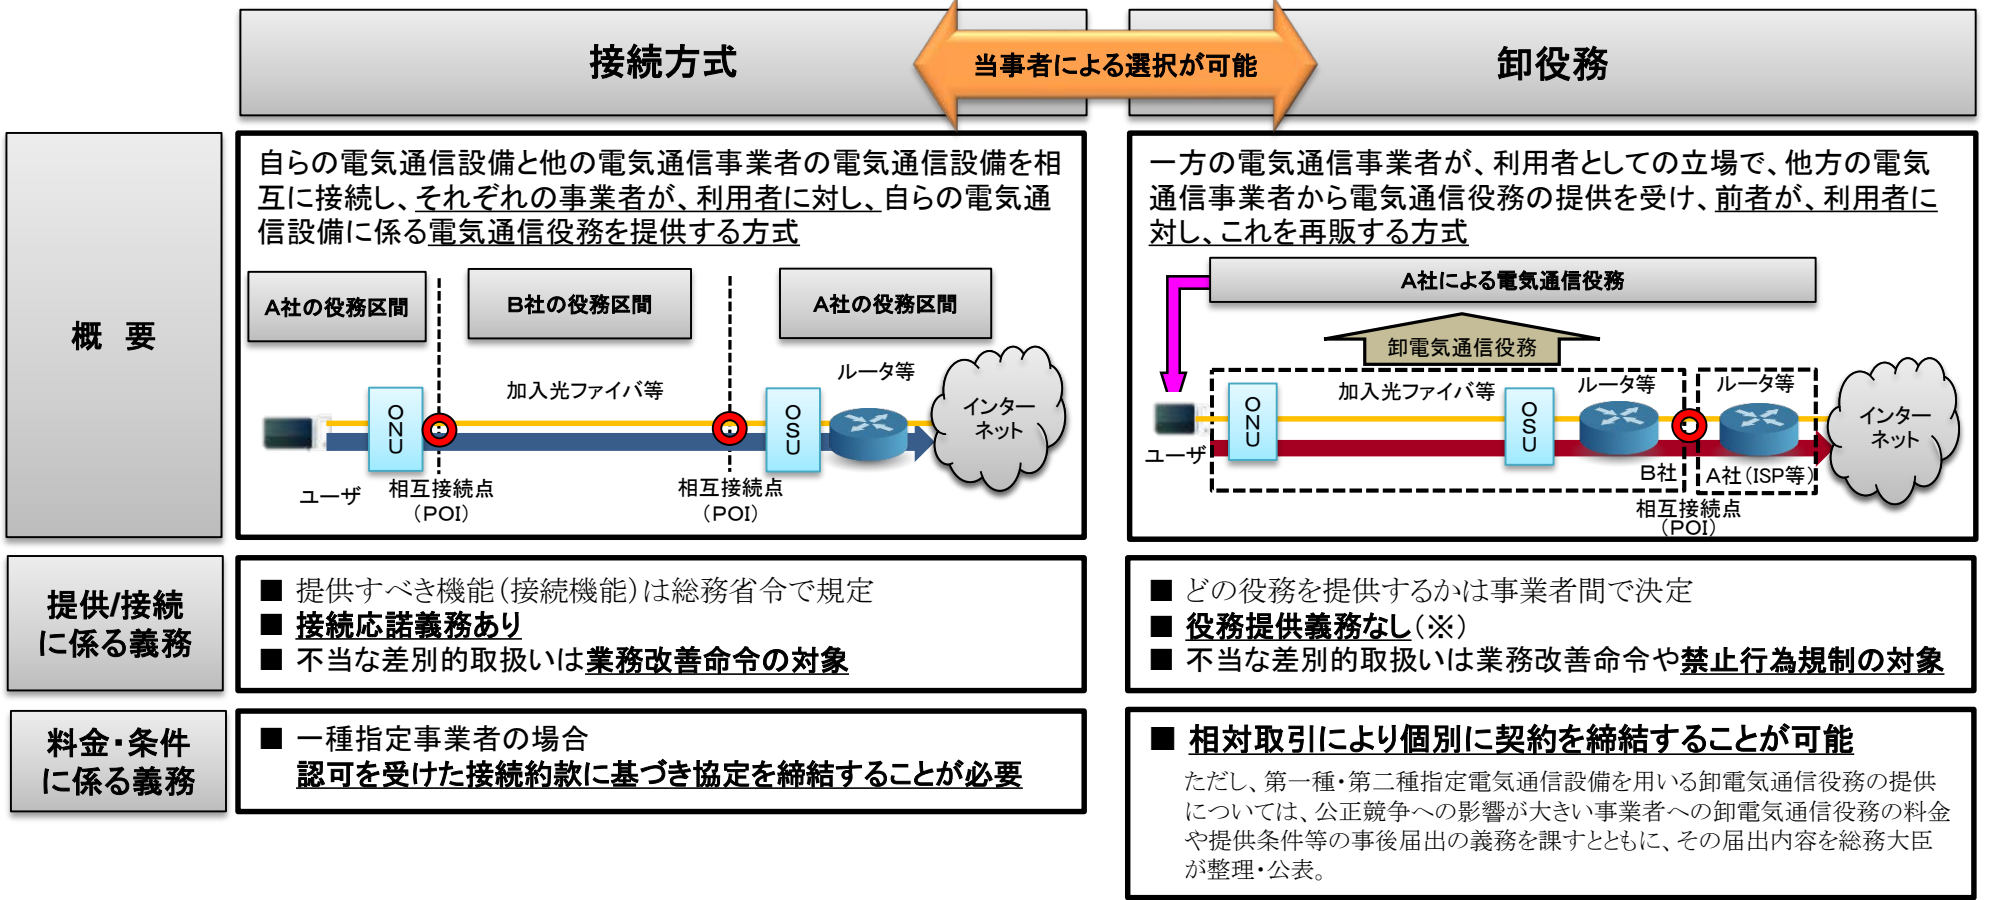 接続方式
当事者による選択が可能
卸役務
概 要
自らの電気通信設備と他の電気通信事業者の電気通信設備を相
互に接続し、それぞれの事業者が、利用者に対し、自らの電気通
信設備に係る電気通信役務を提供する方式
A社の役務区間
B社の役務区間
A社の役務区間
加入光ファイバ等
ルータ等
ONU
OSU
インター
ネット
ユーザ
相互接続点
(POI)
相互接続点
(POI)
一方の電気通信事業者が、利用者としての立場で、他方の電気
通信事業者から電気通信役務の提供を受け、前者が、利用者に
対し、これを再販する方式
A社による電気通信役務
卸電気通信役務
加入光ファイバ等
ルータ等
ルータ等
ONU
OSU
インター
ネット
ユーザ
B社
A社(ISP等)
相互接続点
(POI)
提供/接続
に係る義務
■ 提供すべき機能(接続機能)は総務省令で規定
■ 接続応諾義務あり
■ 不当な差別的取扱いは業務改善命令の対象
■ どの役務を提供するかは事業者間で決定
■ 役務提供義務なし(※)
■ 不当な差別的取扱いは業務改善命令や禁止行為規制の対象
料金・条件
に係る義務
■ 一種指定事業者の場合
認可を受けた接続約款に基づき協定を締結することが必要
■ 相対取引により個別に契約を締結することが可能
ただし、第一種・第二種指定電気通信設備を用いる卸電気通信役務の提供
については、公正競争への影響が大きい事業者への卸電気通信役務の料金
や提供条件等の事後届出の義務を課すとともに、その届出内容を総務大臣
が整理・公表。